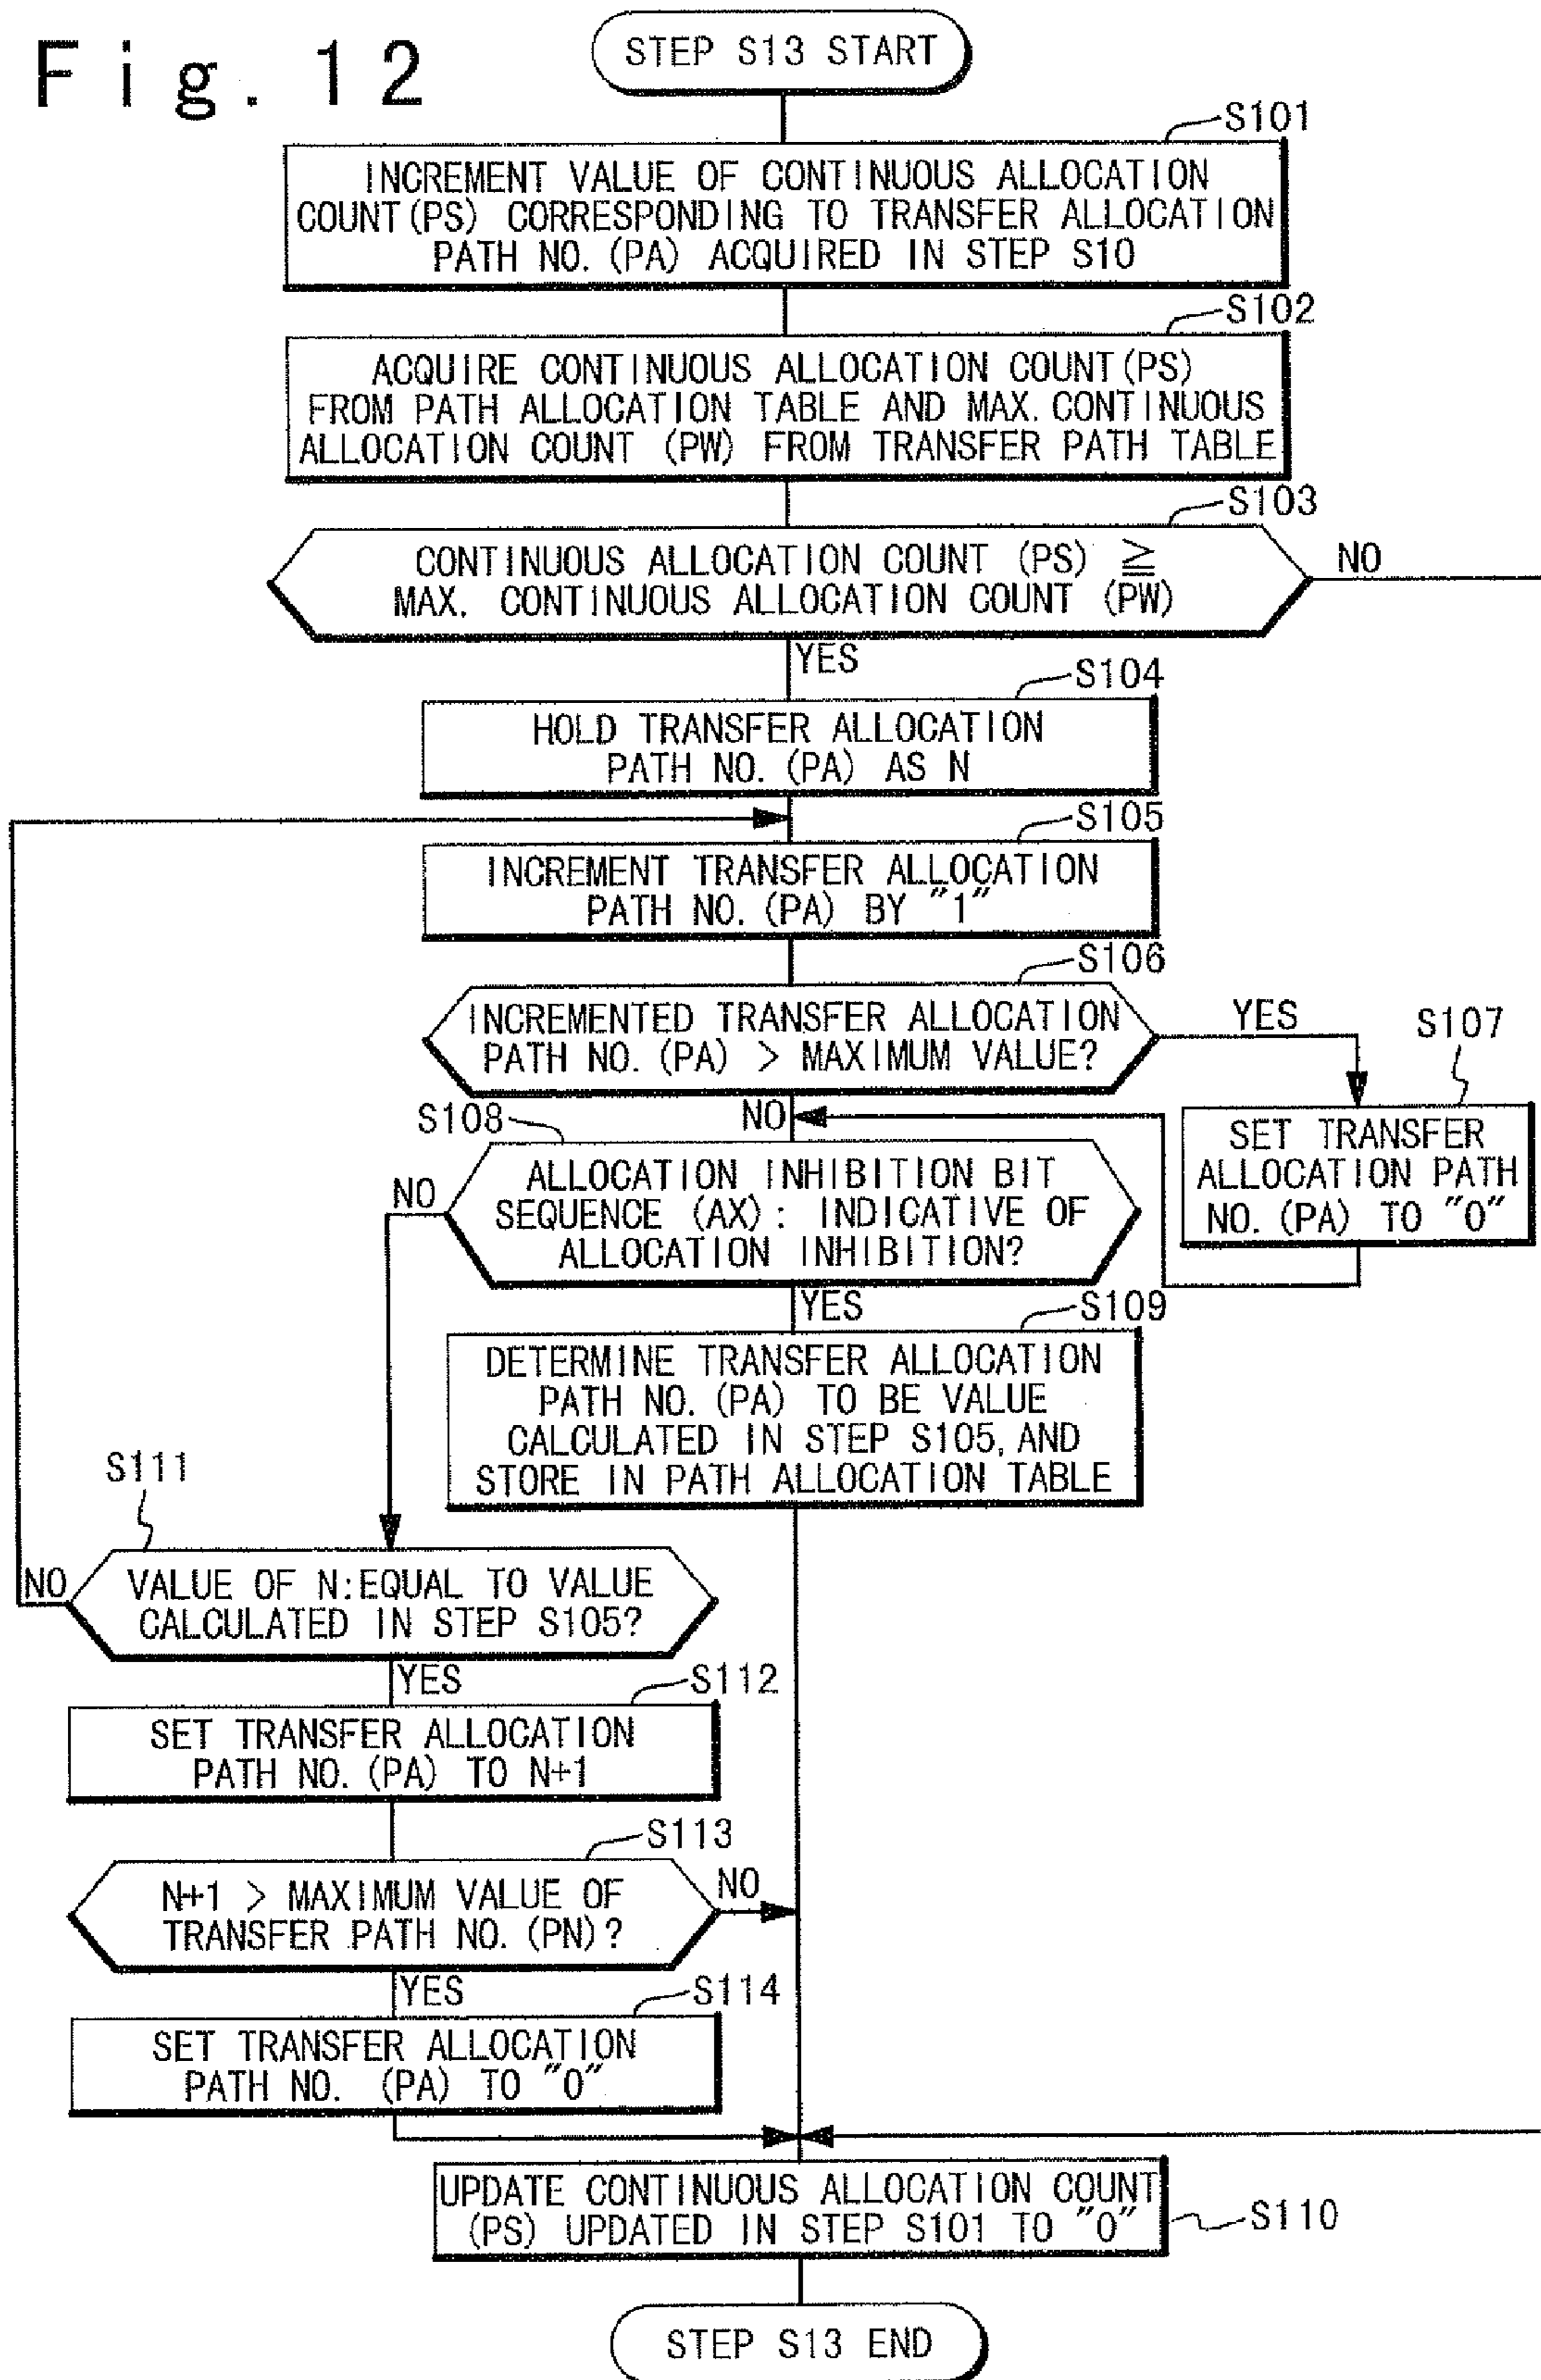 Fig. 12
STEP S13 START
S101
INCREMENT VALUE OF CONTINUOUS ALLOCATION
COUNT(PS) CORRESPONDING TO TRANSFER ALLOCATION
PATH NO.(PA) ACQUIRED IN STEP S10
S102
ACQUIRE CONTINUOUS ALLOCATION COUNT(PS)
FROM PATH ALLOCATION TABLE AND MAX. CONTINUOUS
ALLOCATION COUNT (PW) FROM TRANSFER PATH TABLE
S103
CONTINUOUS ALLOCATION COUNT (PS) ≧
MAX. CONTINUOUS ALLOCATION COUNT (PW)
NO
YES
S104
HOLD TRANSFER ALLOCATION
PATH NO.(PA) AS N
S105
INCREMENT TRANSFER ALLOCATION
PATH NO.(PA) BY "1"
S106
INCREMENTED TRANSFER ALLOCATION
PATH NO.(PA) > MAXIMUM VALUE?
YES
S107
SET TRANSFER
ALLOCATION PATH
NO.(PA) TO "0"
NO
S108
ALLOCATION INHIBITION BIT
SEQUENCE (AX): INDICATIVE OF
ALLOCATION INHIBITION?
NO
YES
S109
DETERMINE TRANSFER ALLOCATION
PATH NO.(PA) TO BE VALUE
CALCULATED IN STEP S105, AND
STORE IN PATH ALLOCATION TABLE
S111
VALUE OF N:EQUAL TO VALUE
CALCULATED IN STEP S105?
NO
YES
S112
SET TRANSFER ALLOCATION
PATH NO.(PA) TO N+1
S113
N+1 > MAXIMUM VALUE OF
TRANSFER PATH NO.(PN)?
NO
YES
S114
SET TRANSFER ALLOCATION
PATH NO. (PA) TO "0"
UPDATE CONTINUOUS ALLOCATION COUNT
(PS) UPDATED IN STEP S101 TO "0"
S110
STEP S13 END